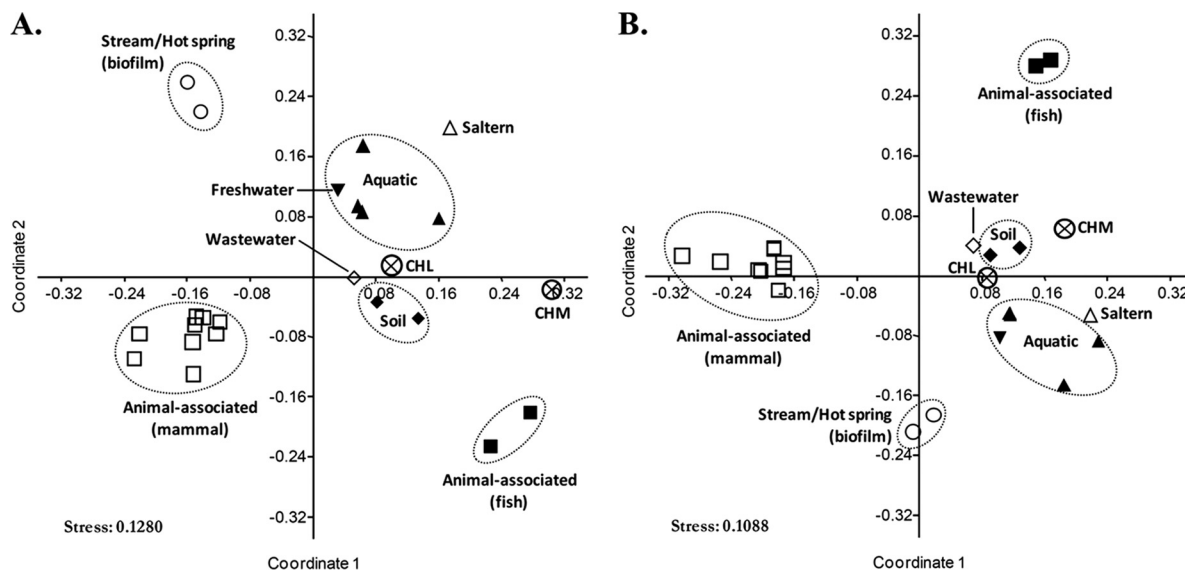 A.
Stream/Hot spring
(biofilm)
0.32
0.24
0.16
0.08
-0.08
-0.16
-0.24
-0.32
Saltern
Aquatic
Freshwater
Wastewater
CHL
CHM
Soil
-0.32
-0.24
-0.16
-0.08
0.08
0.16
0.24
0.32
Animal-associated
(mammal)
Animal-associated
(fish)
Coordinate 2
Stress: 0.1280
Coordinate 1
B.
0.32
0.24
0.16
0.08
-0.08
-0.16
-0.24
-0.32
Animal-associated
(fish)
Wastewater
Soil
CHM
CHL
-0.32
-0.24
-0.16
-0.08
0.08
0.16
0.24
0.32
Saltern
Aquatic
Animal-associated
(mammal)
Stream/Hot spring
(biofilm)
Coordinate 2
Stress: 0.1088
Coordinate 1